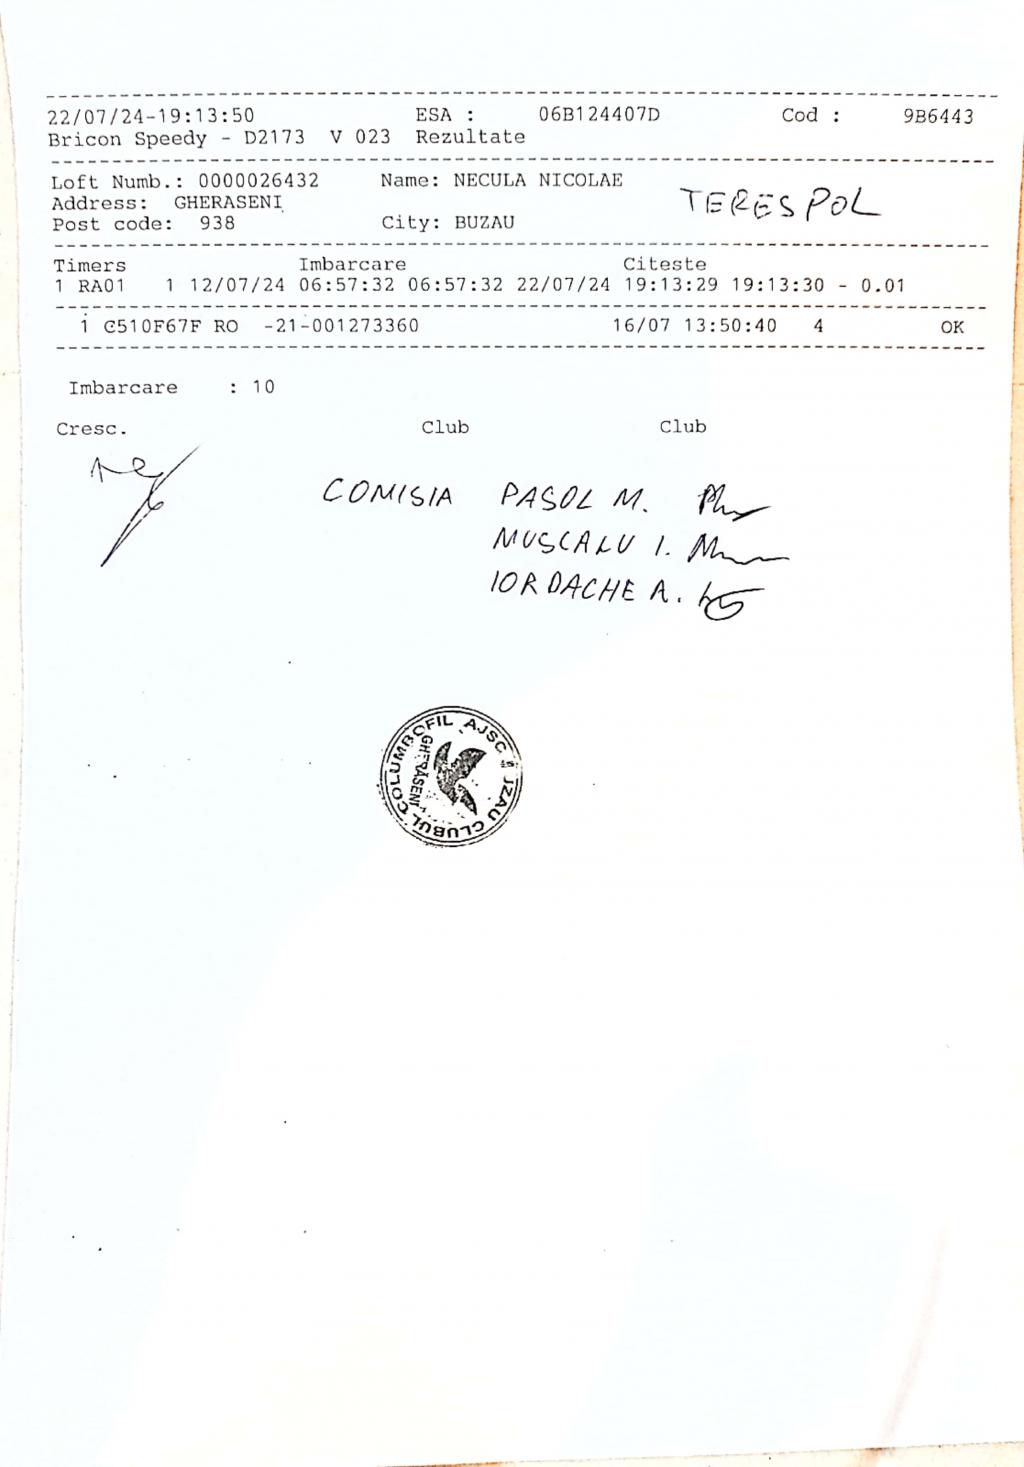 22/07/24-19:13:50 ESA : 06B124407D Cod : 9B6443
Bricon Speedy - D2173 V 023 Rezultate
Loft Numb.: 0000026432 Name: NECULA NICOLAE
Address: GHERASENI
TERESPOL
Post code: 938 City: BUZAU
Timers Imbarcare Citeste
1 RA01 1 12/07/24 06:57:32 06:57:32 22/07/24 19:13:29 19:13:30 - 0.01
1 C510F67F RO -21-001273360 16/07 13:50:40 4 OK
Imbarcare : 10
Cresc. Club Club
COMISIA PASOL M.
MUSCALU I.
IORDACHE A.
CLUBUL COLUMBOFIL AJSC
GHERASENI